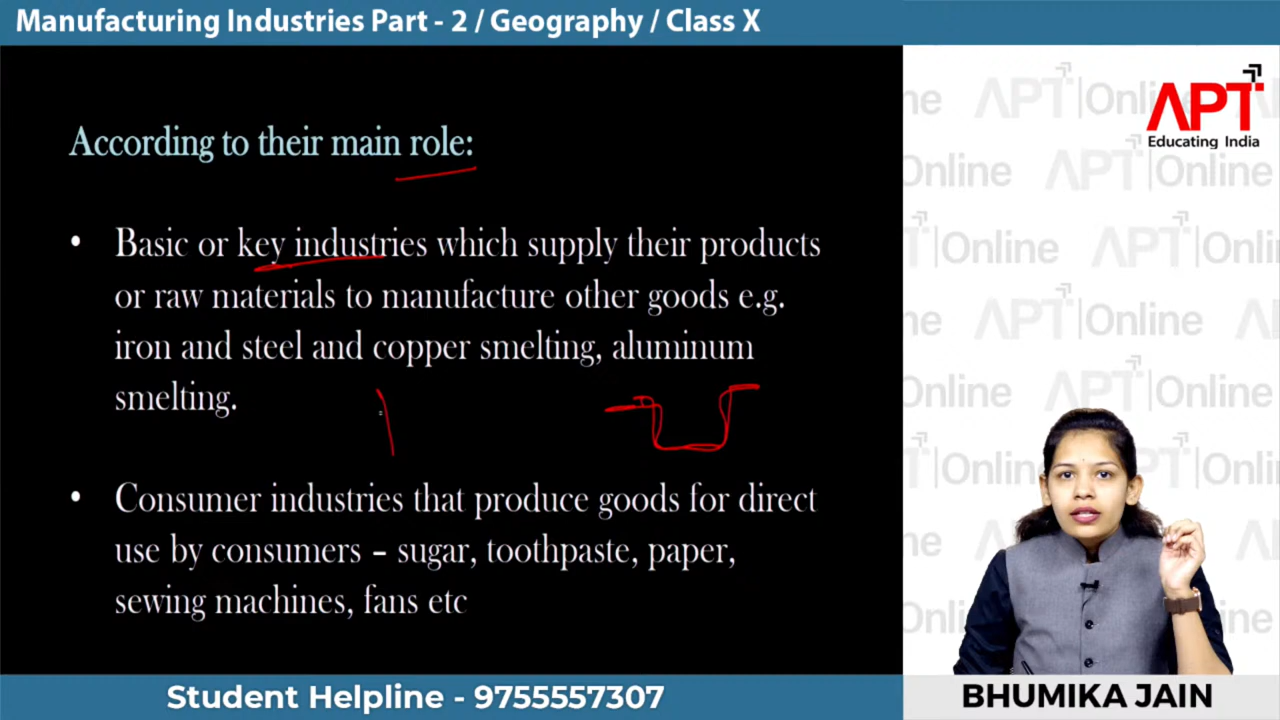 Manufacturing Industries Part - 2 / Geography / Class X
APT
Educating India
According to their main role:
• Basic or key industries which supply their products
or raw materials to manufacture other goods e.g.
iron and steel and copper smelting, aluminum
smelting.
• Consumer industries that produce goods for direct
use by consumers – sugar, toothpaste, paper,
sewing machines, fans etc
APT|Online
Student Helpline - 9755557307
BHUMIKA JAIN